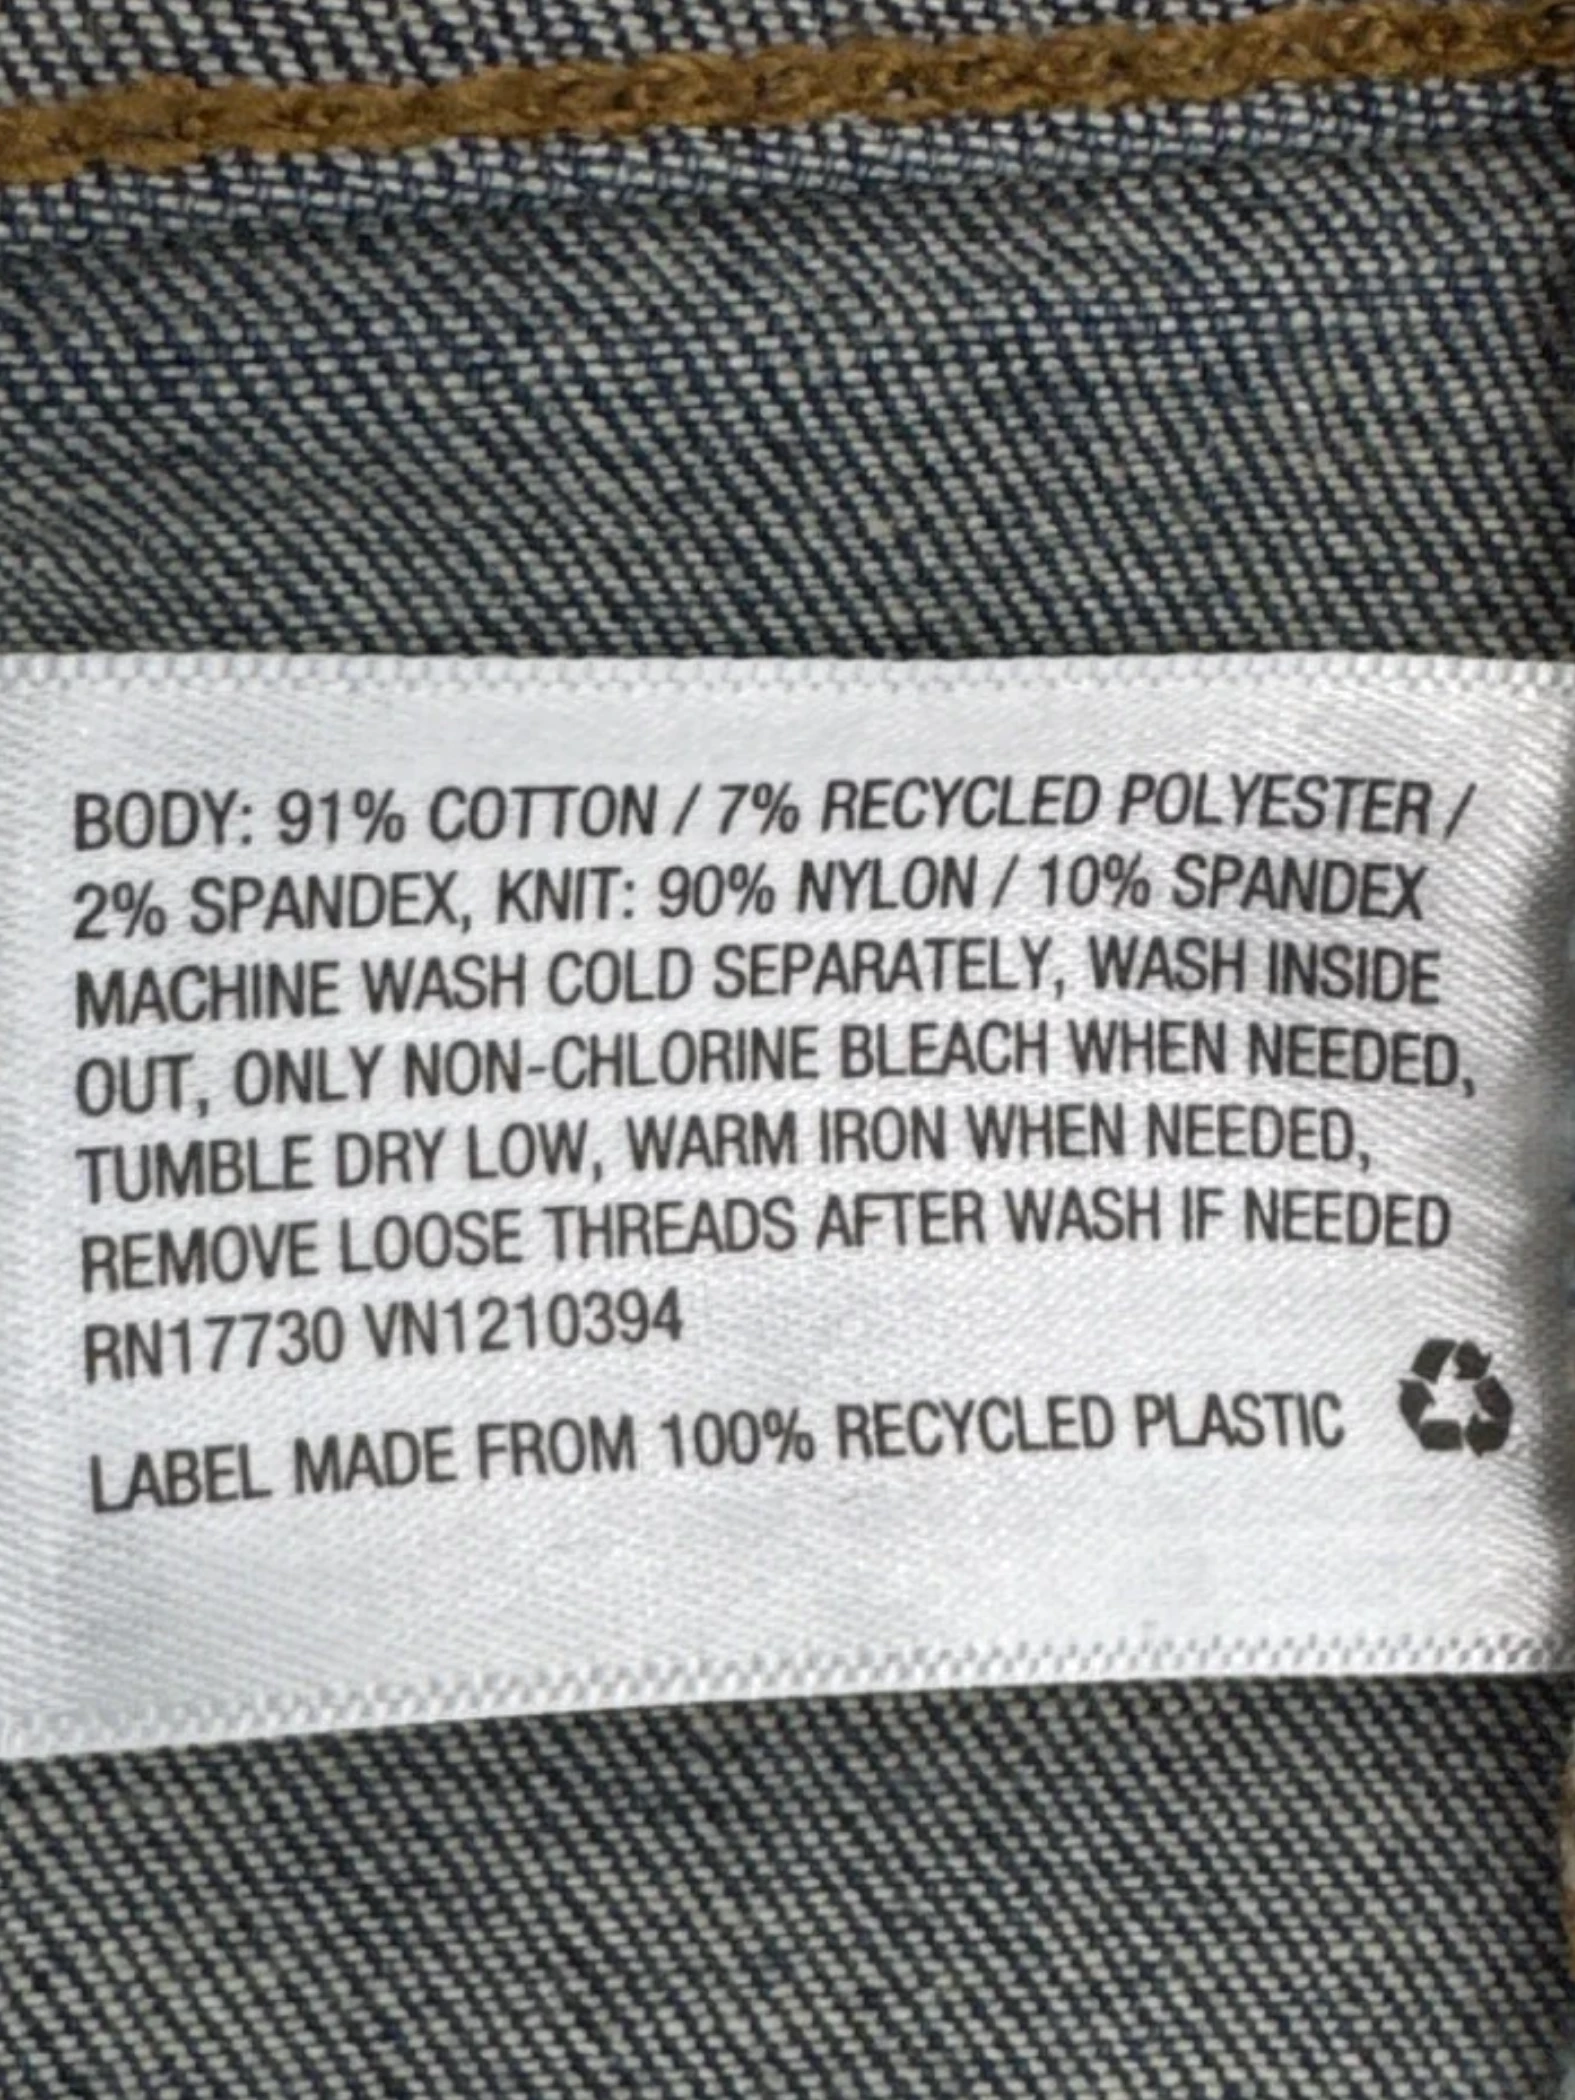 BODY: 91% COTTON / 7% RECYCLED POLYESTER /
2% SPANDEX, KNIT: 90% NYLON / 10% SPANDEX
MACHINE WASH COLD SEPARATELY, WASH INSIDE
OUT, ONLY NON-CHLORINE BLEACH WHEN NEEDED,
TUMBLE DRY LOW, WARM IRON WHEN NEEDED,
REMOVE LOOSE THREADS AFTER WASH IF NEEDED
RN17730 VN1210394
LABEL MADE FROM 100% RECYCLED PLASTIC